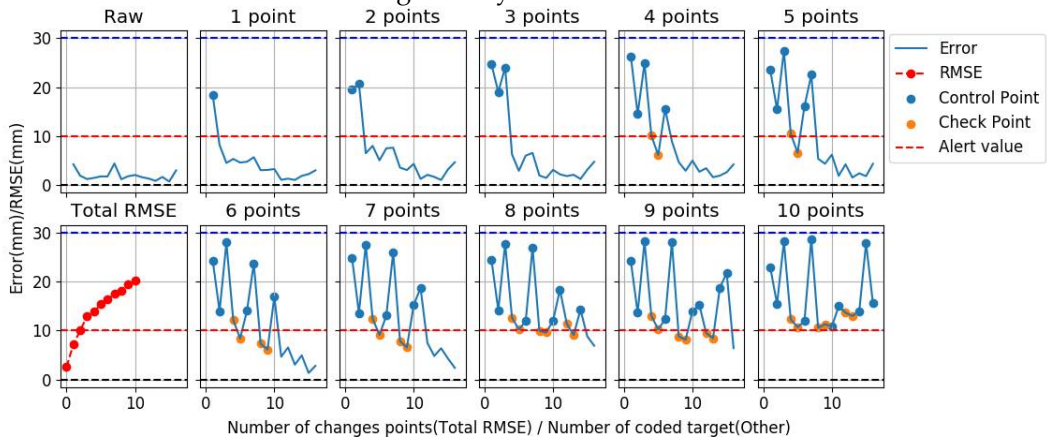 Raw
1 point
2 points
3 points
4 points
5 points
30
20
10
0
Error
RMSE
Control Point
Check Point
Alert value
Total RMSE
6 points
7 points
8 points
9 points
10 points
30
20
10
0
0 10
0 10
0 10
0 10
0 10
0 10
Error(mm)/RMSE(mm)
Number of changes points(Total RMSE) / Number of coded target(Other)